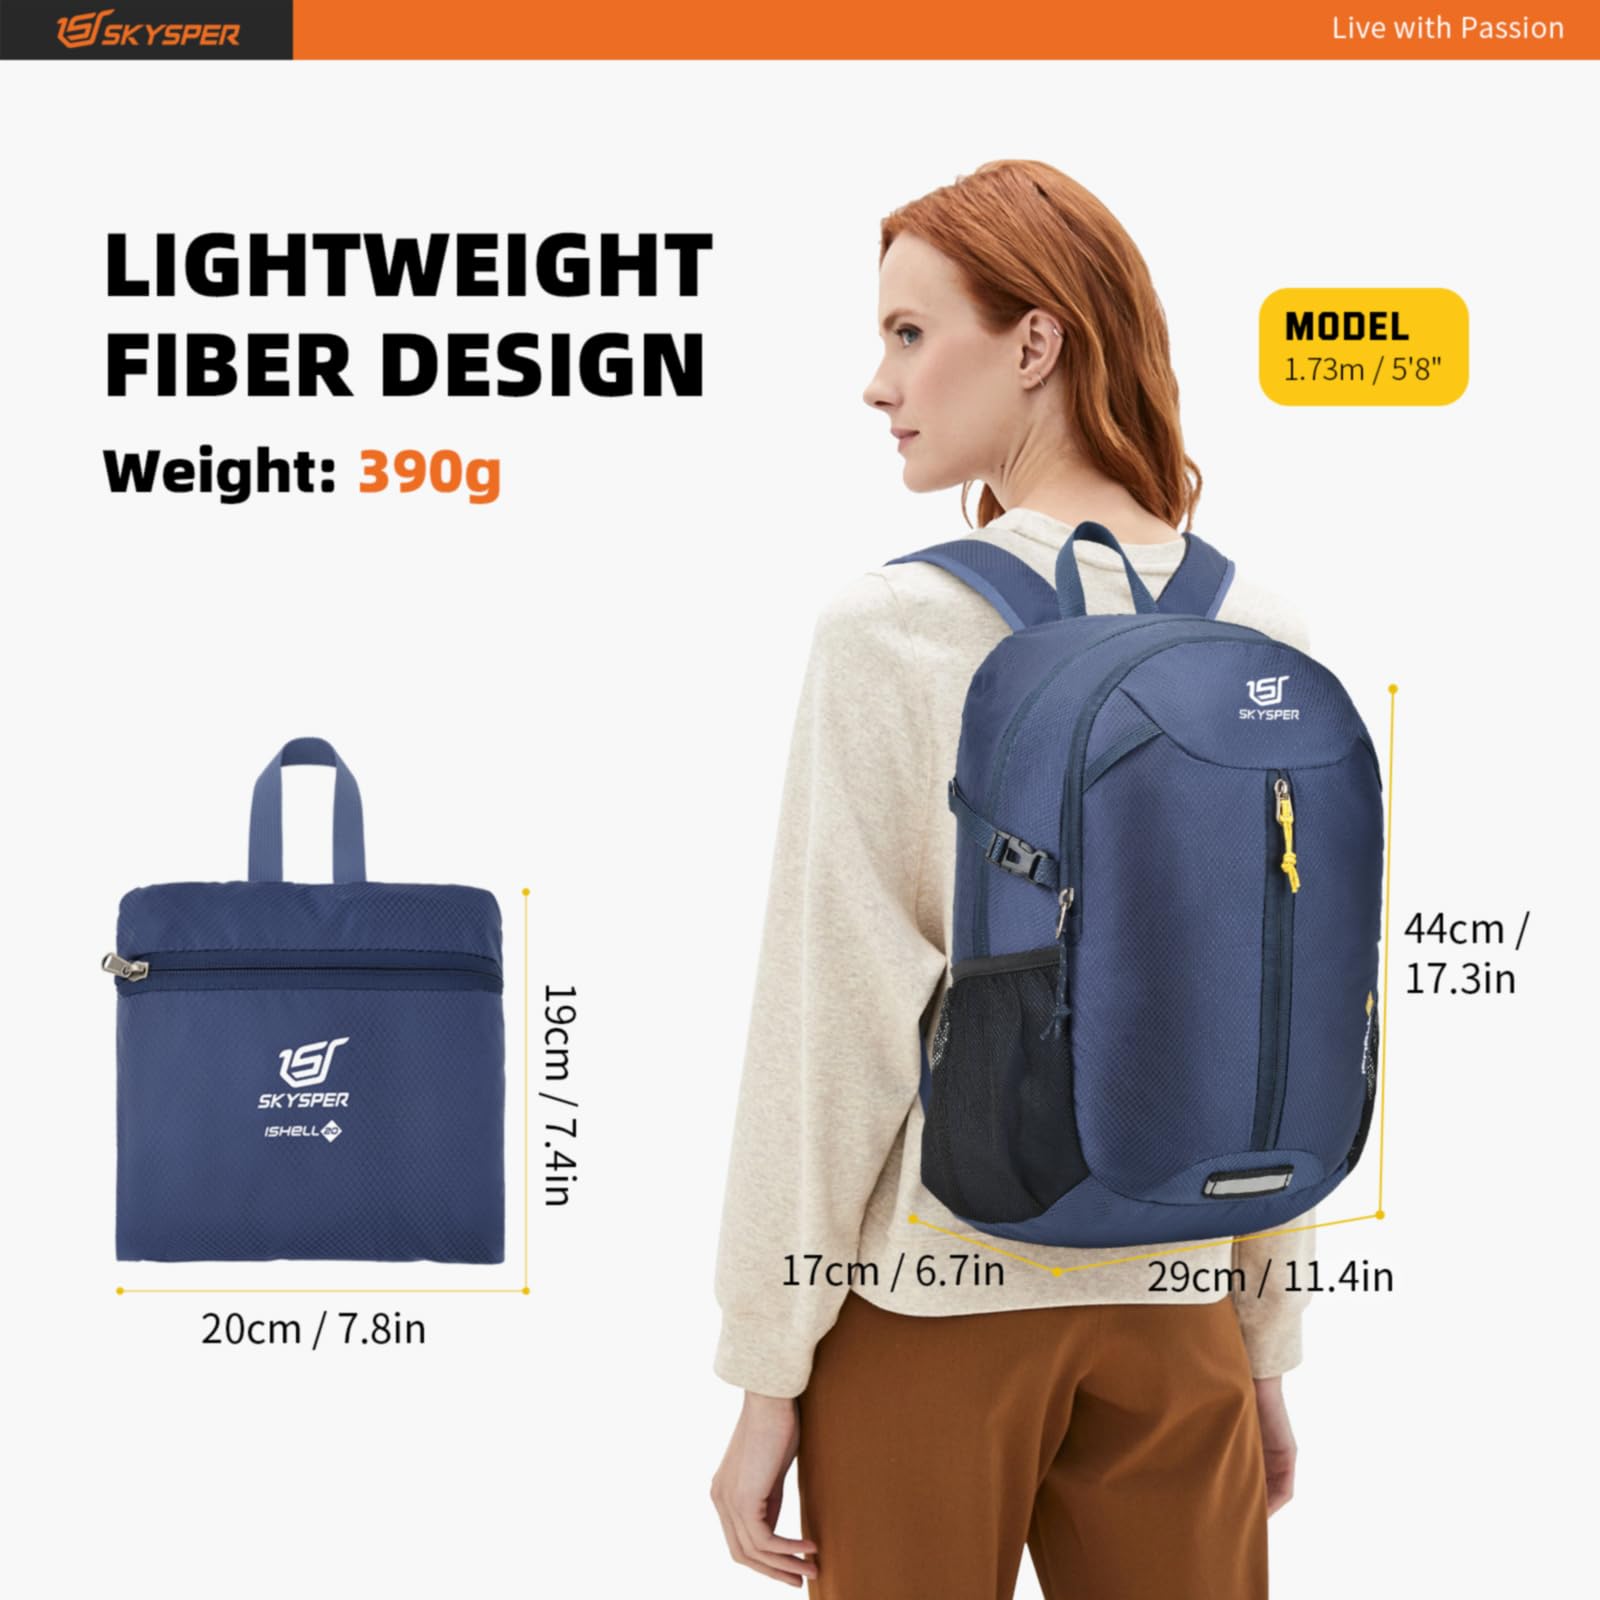 SKYSPER
Live with Passion
LIGHTWEIGHT
FIBER DESIGN
Weight: 390g
MODEL
1.73m / 5'8"
SKYSPER
44cm /
17.3in
17cm / 6.7in
29cm / 11.4in
SKYSPER
ISHELL 20
19cm / 7.4in
20cm / 7.8in